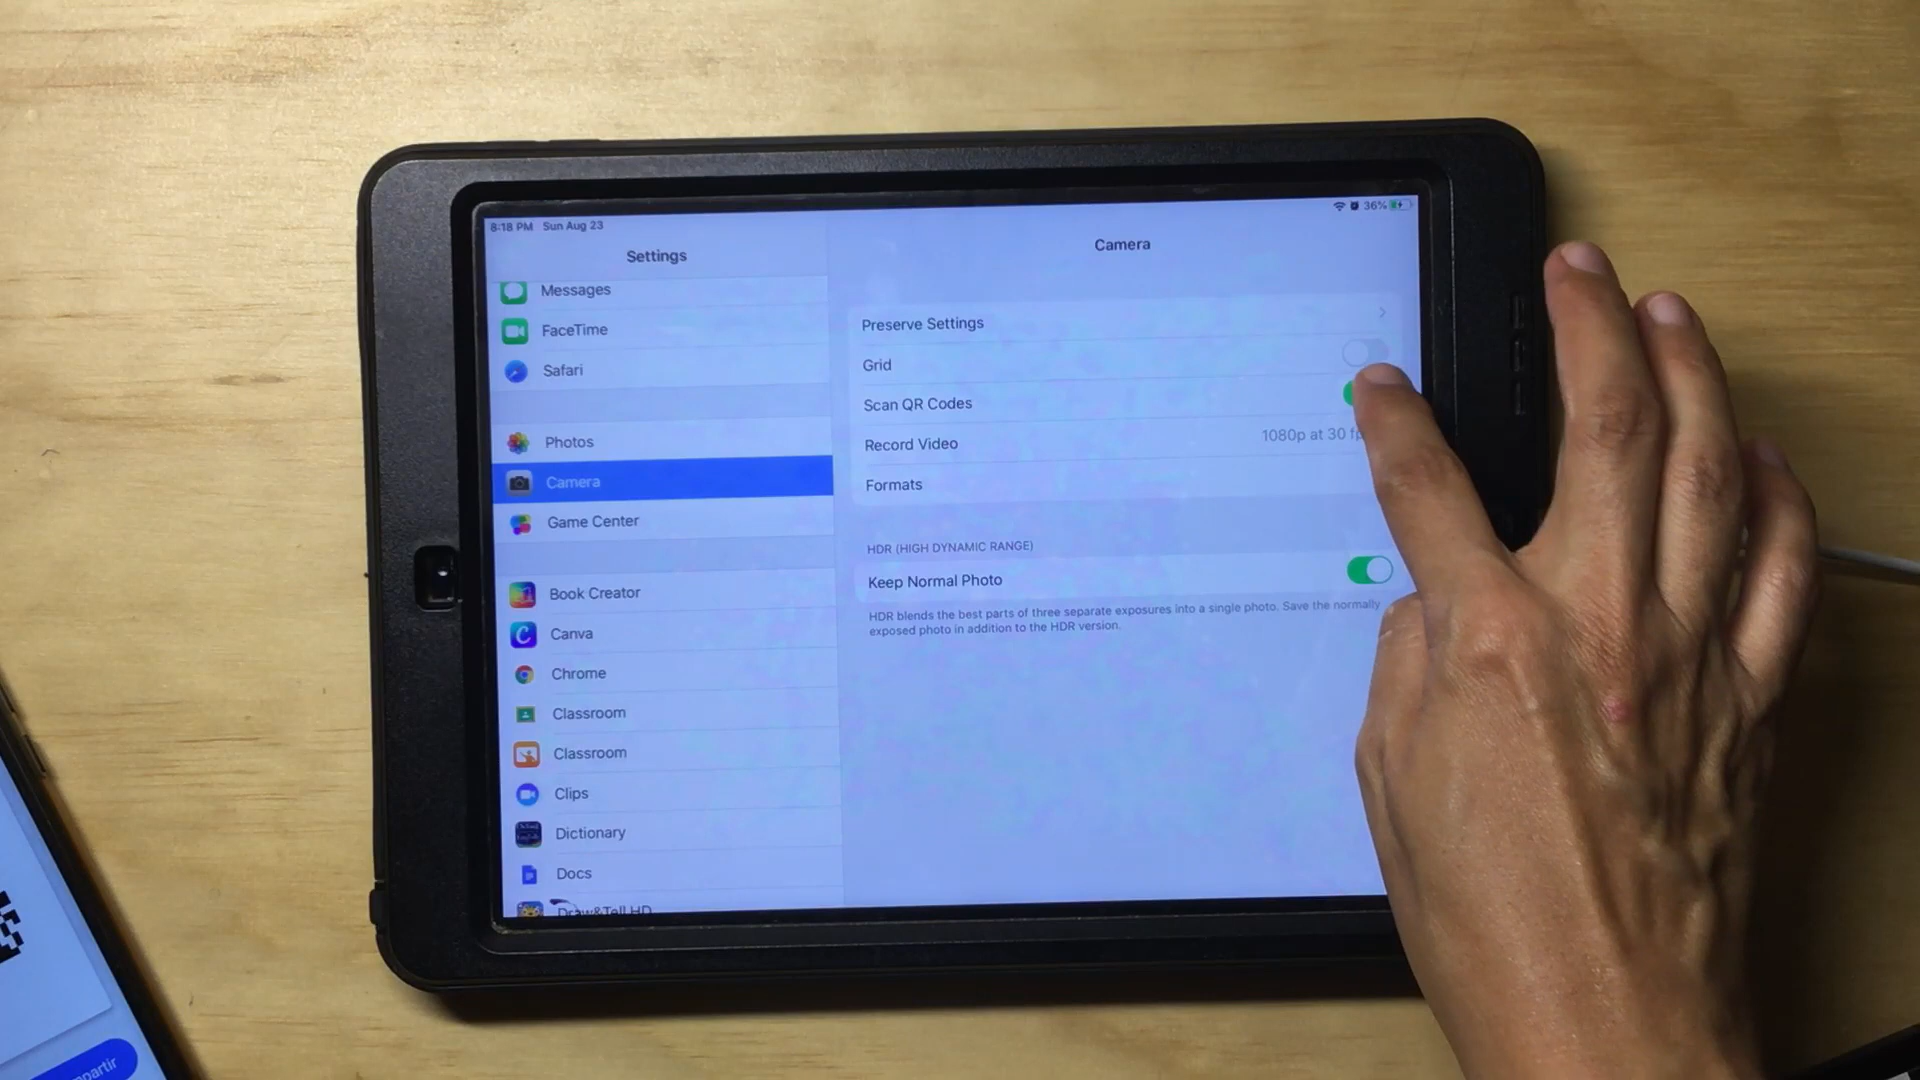 8:18 PM Sun Aug 23
36%
Settings
Messages
FaceTime
Safari
Photos
Camera
Game Center
Book Creator
Canva
Chrome
Classroom
Classroom
Clips
Dictionary
Docs
Draw&Tell HD
Camera
Preserve Settings
Grid
Scan QR Codes
Record Video 1080p at 30
Formats
HDR (HIGH DYNAMIC RANGE)
Keep Normal Photo
HDR blends the best parts of three separate exposures into a single photo. Save the normally
exposed photo in addition to the HDR version.
partir